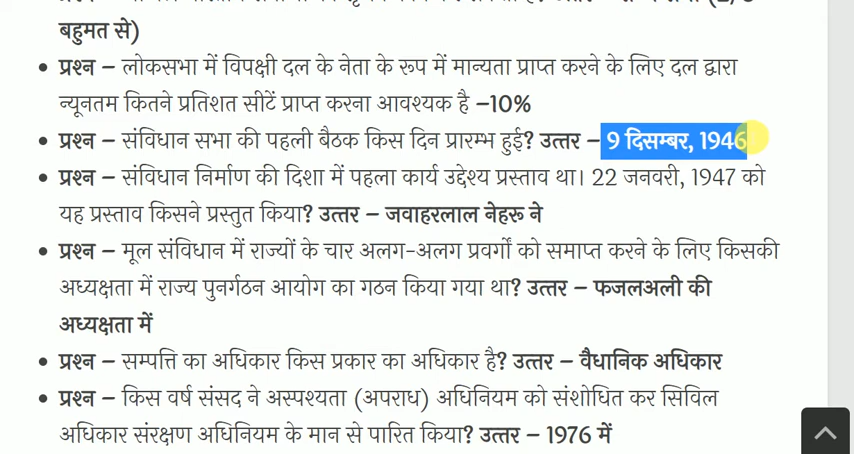 बहुमत से)
प्रश्न – लोकसभा में विपक्षी दल के नेता के रूप में मान्यता प्राप्त करने के लिए दल द्वारा
न्यूनतम कितने प्रतिशत सीटें प्राप्त करना आवश्यक है –10%
प्रश्न – संविधान सभा की पहली बैठक किस दिन प्रारम्भ हुई? उत्तर – 9 दिसम्बर, 1946
प्रश्न – संविधान निर्माण की दिशा में पहला कार्य उद्देश्य प्रस्ताव था। 22 जनवरी, 1947 को
यह प्रस्ताव किसने प्रस्तुत किया? उत्तर – जवाहरलाल नेहरू ने
प्रश्न – मूल संविधान में राज्यों के चार अलग-अलग प्रवर्गों को समाप्त करने के लिए किसकी
अध्यक्षता में राज्य पुनर्गठन आयोग का गठन किया गया था? उत्तर – फजलअली की
अध्यक्षता में
प्रश्न – सम्पत्ति का अधिकार किस प्रकार का अधिकार है? उत्तर – वैधानिक अधिकार
प्रश्न – किस वर्ष संसद ने अस्पश्यता (अपराध) अधिनियम को संशोधित कर सिविल
अधिकार संरक्षण अधिनियम के मान से पारित किया? उत्तर – 1976 में